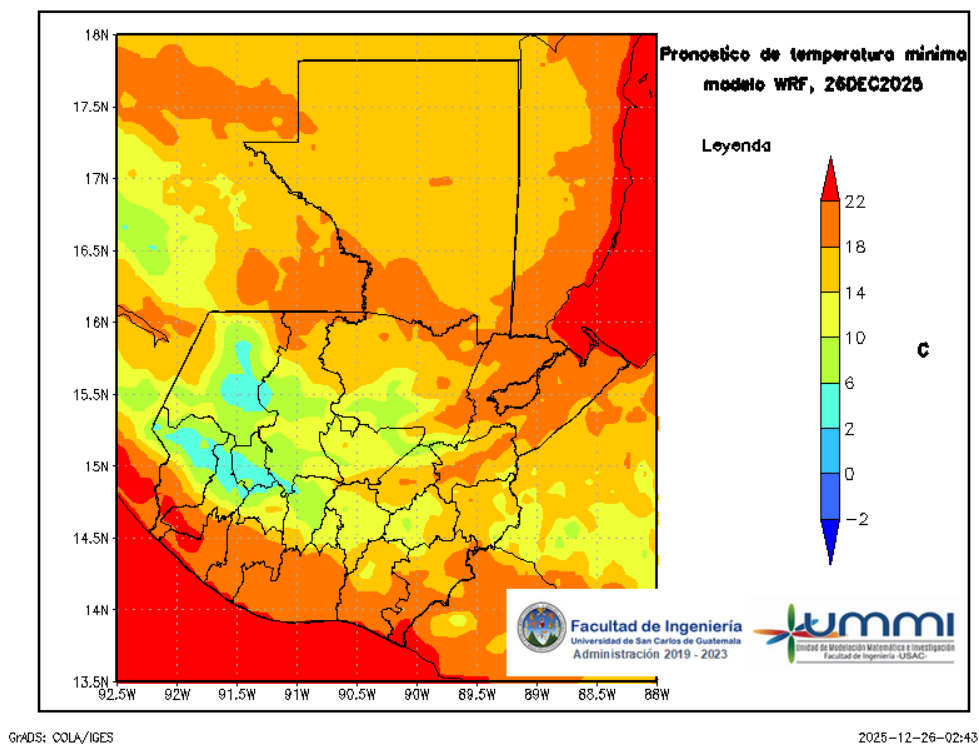 Pronostico de temperatura minima
modelo WRF, 26DEC2025
Leyenda
22
18
14
10
6
2
0
−2
C
18N
17.5N
17N
16.5N
16N
15.5N
15N
14.5N
14N
13.5N
92.5W 92W 91.5W 91W 90.5W 90W 89.5W 89W 88.5W 88W
Facultad de Ingeniería
Universidad de San Carlos de Guatemala
Administración 2019 - 2023
ummi
Unidad de Modelación Matemática e Investigación
Facultad de Ingeniería -USAC-
GrADS: COLA/IGES
2025-12-26-02:43